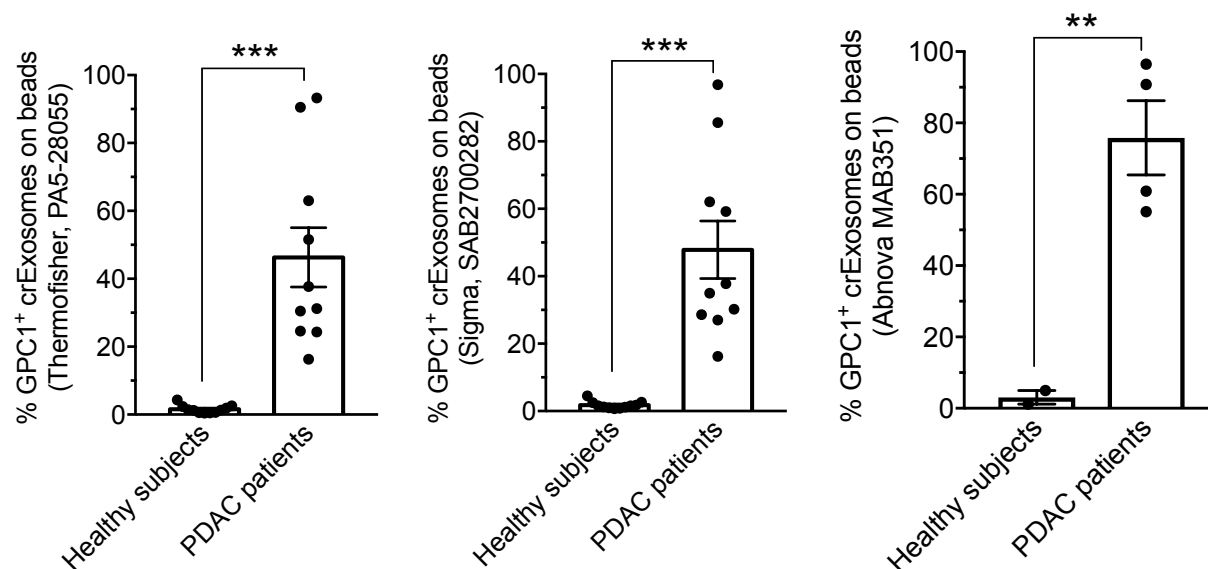 % GPC1+ crExosomes on beads
(Thermofisher, PA5-28055)
***
100
80
60
40
20
0
Healthy subjects
PDAC patients
% GPC1+ crExosomes on beads
(Sigma, SAB2700282)
***
100
80
60
40
20
0
Healthy subjects
PDAC patients
% GPC1+ crExosomes on beads
(Abnova MAB351)
**
100
80
60
40
20
0
Healthy subjects
PDAC patients